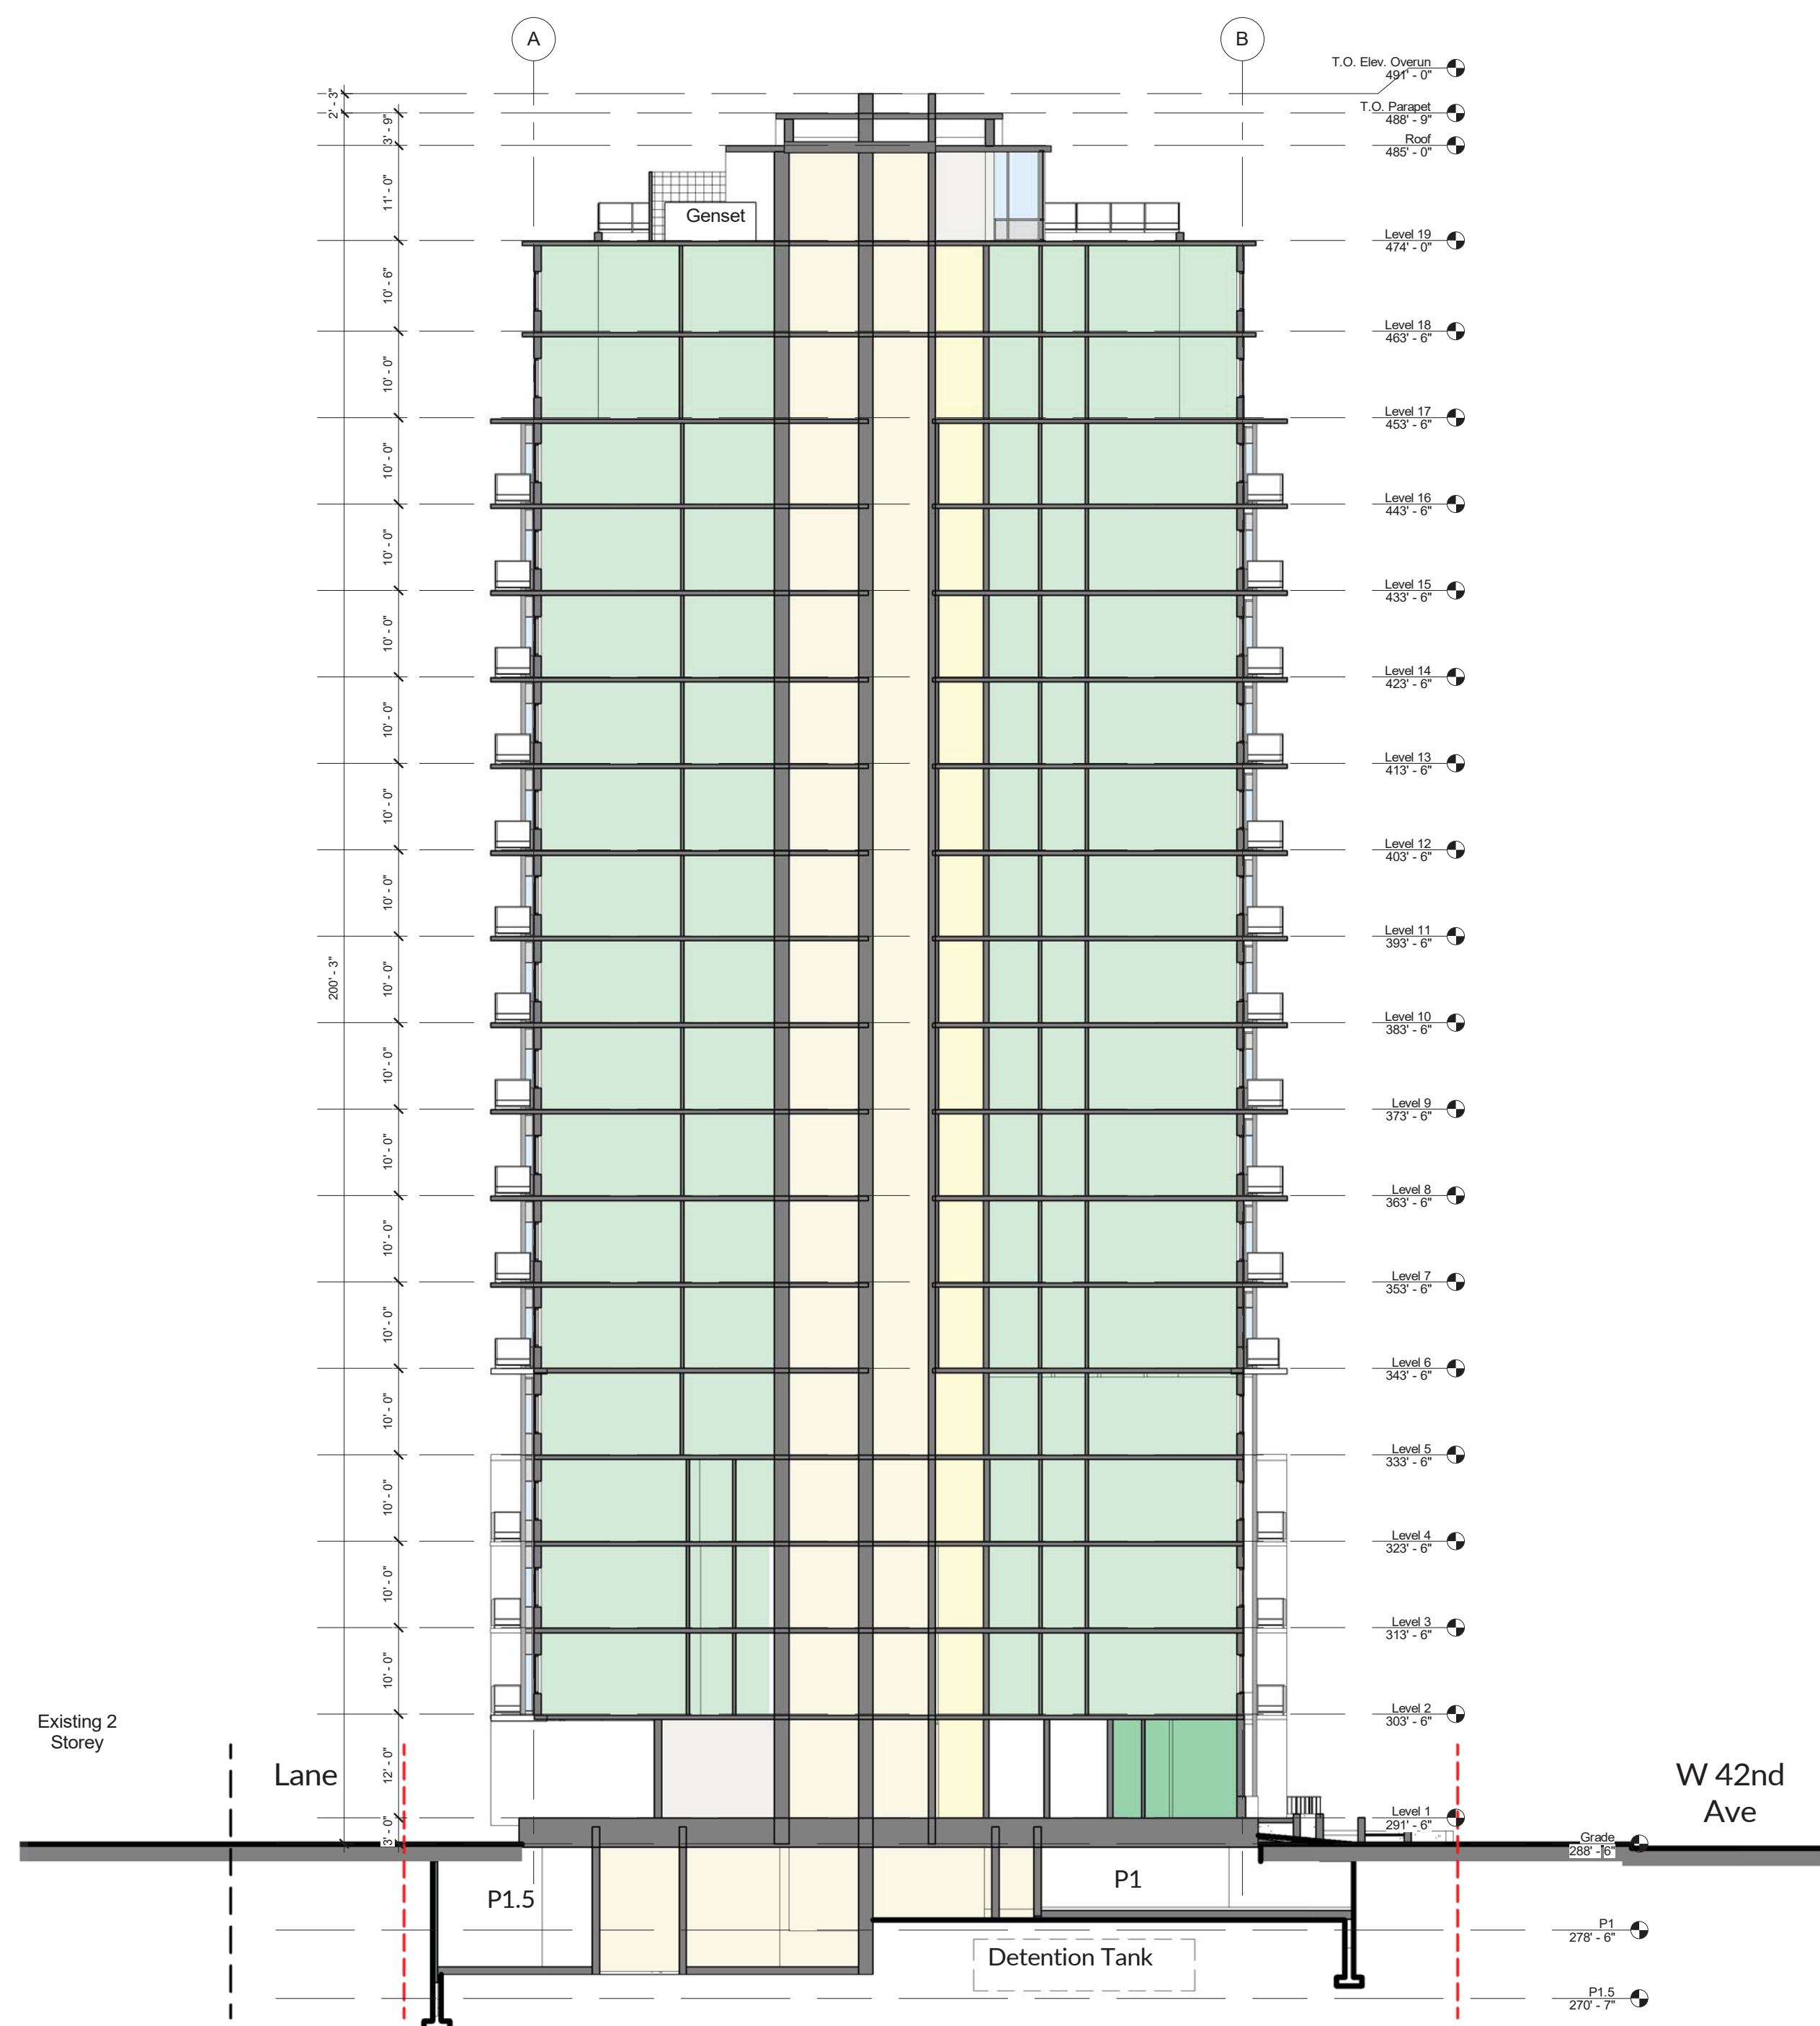 A
B
T.O. Elev. Overun
491' - 0"
2' - 3"
T.O. Parapet
488' - 9"
3' - 9"
Roof
485' - 0"
11' - 0"
Genset
Level 19
474' - 0"
10' - 6"
Level 18
463' - 6"
10' - 0"
Level 17
453' - 6"
10' - 0"
Level 16
443' - 6"
10' - 0"
Level 15
433' - 6"
10' - 0"
Level 14
423' - 6"
10' - 0"
Level 13
413' - 6"
10' - 0"
Level 12
403' - 6"
10' - 0"
Level 11
393' - 6"
200' - 3"
10' - 0"
Level 10
383' - 6"
10' - 0"
Level 9
373' - 6"
10' - 0"
Level 8
363' - 6"
10' - 0"
Level 7
353' - 6"
10' - 0"
Level 6
343' - 6"
10' - 0"
Level 5
333' - 6"
10' - 0"
Level 4
323' - 6"
10' - 0"
Level 3
313' - 6"
10' - 0"
Level 2
303' - 6"
Existing 2
Storey
Lane
12' - 0"
W 42nd
Ave
Level 1
291' - 6"
3' - 0"
Grade
288' - 6"
P1.5
P1
P1
278' - 6"
Detention Tank
P1.5
270' - 7"